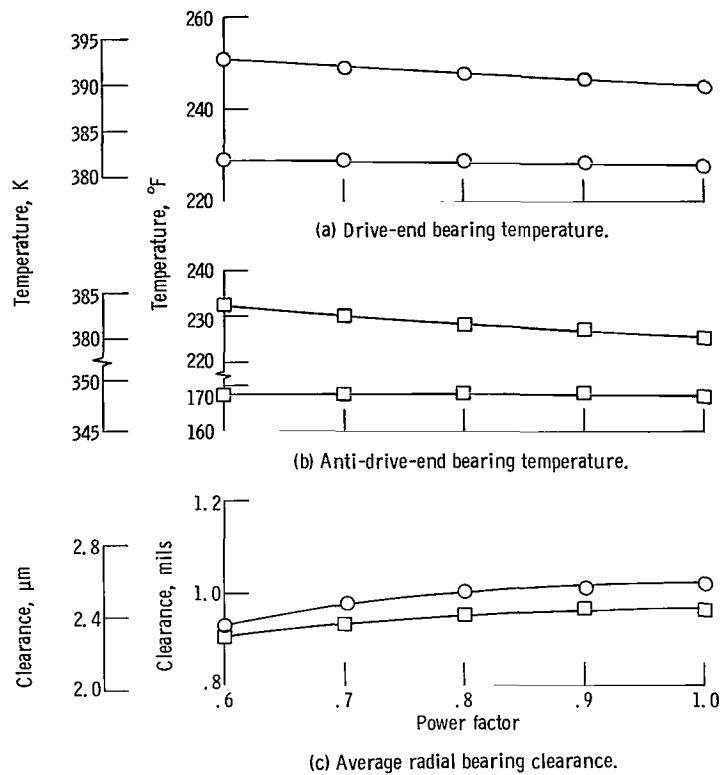 Temperature, K
395
390
385
380
Temperature, °F
260
250
240
220
(a) Drive-end bearing temperature.
385
380
350
345
240
230
220
170
160
(b) Anti-drive-end bearing temperature.
Clearance, μm
2.8
2.4
2.0
Clearance, mils
1.2
1.0
.8
.6 .7 .8 .9 1.0
Power factor
(c) Average radial bearing clearance.